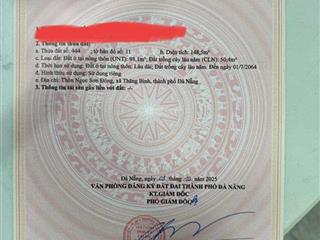 2. Thông tin thửa đất:
a. Thửa đất số: 444 tờ bản đồ số: 11 b. Diện tích: 148,5m²
c. Loại đất: Đất ở tại nông thôn (ONT): 98,1m²; Đất trồng cây lâu năm (CLN): 50,4m²
d. Thời hạn sử dụng: Đất ở tại nông thôn: Lâu dài; Đất trồng cây lâu năm: Đến ngày 01/7/2064
đ. Hình thức sử dụng: Sử dụng riêng
e. Địa chỉ: Thôn Ngọc Sơn Đông, xã Thăng Bình, thành phố Đà Nẵng
3. Thông tin tài sản gắn liền với đất: -/-
Đà Nẵng, ngày tháng năm 2025
VĂN PHÒNG ĐĂNG KÝ ĐẤT ĐAI THÀNH PHỐ ĐÀ NẴNG
KT.GIÁM ĐỐC
PHÓ GIÁM ĐỐC